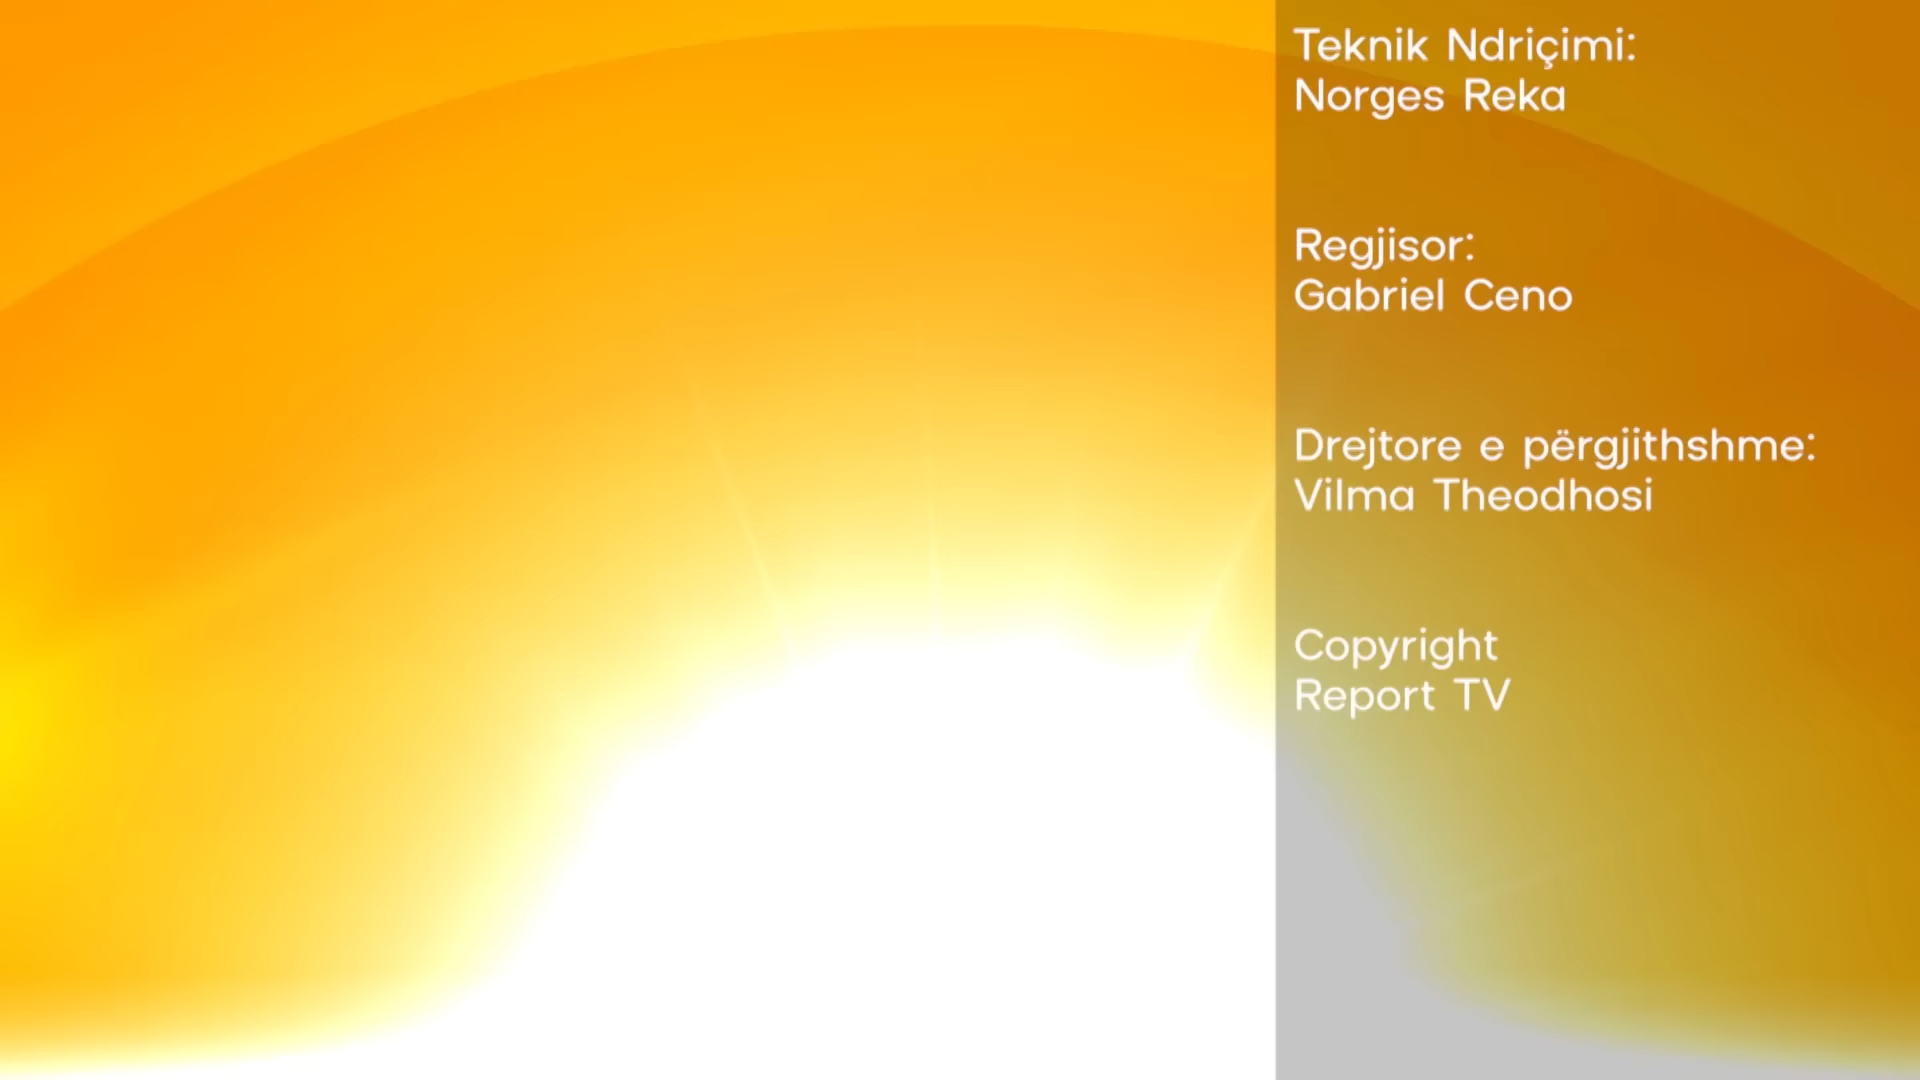 Teknik Ndriçimi:
Norges Reka
Regjisor:
Gabriel Ceno
Drejtore e përgjithshme:
Vilma Theodhosi
Copyright
Report TV